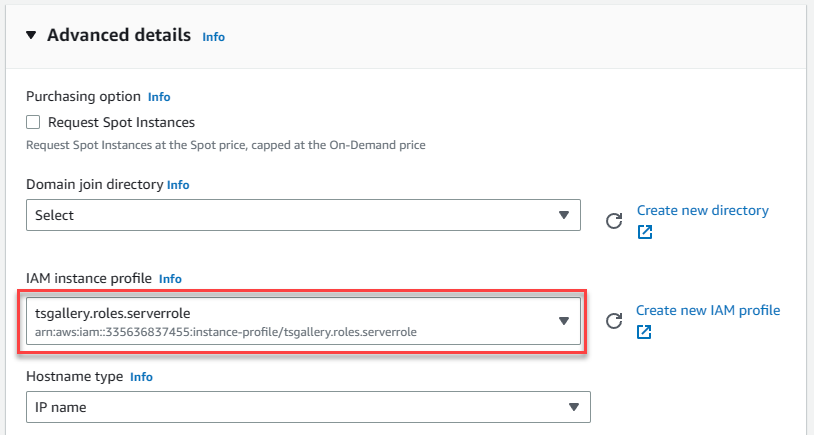 Advanced details Info
Purchasing option Info
Request Spot Instances
Request Spot Instances at the Spot price, capped at the On-Demand price
Domain join directory Info
Select
Create new directory
IAM instance profile Info
tsgallery.roles.serverrole
arn:aws:iam::335636837455:instance-profile/tsgallery.roles.serverrole
Create new IAM profile
Hostname type Info
IP name